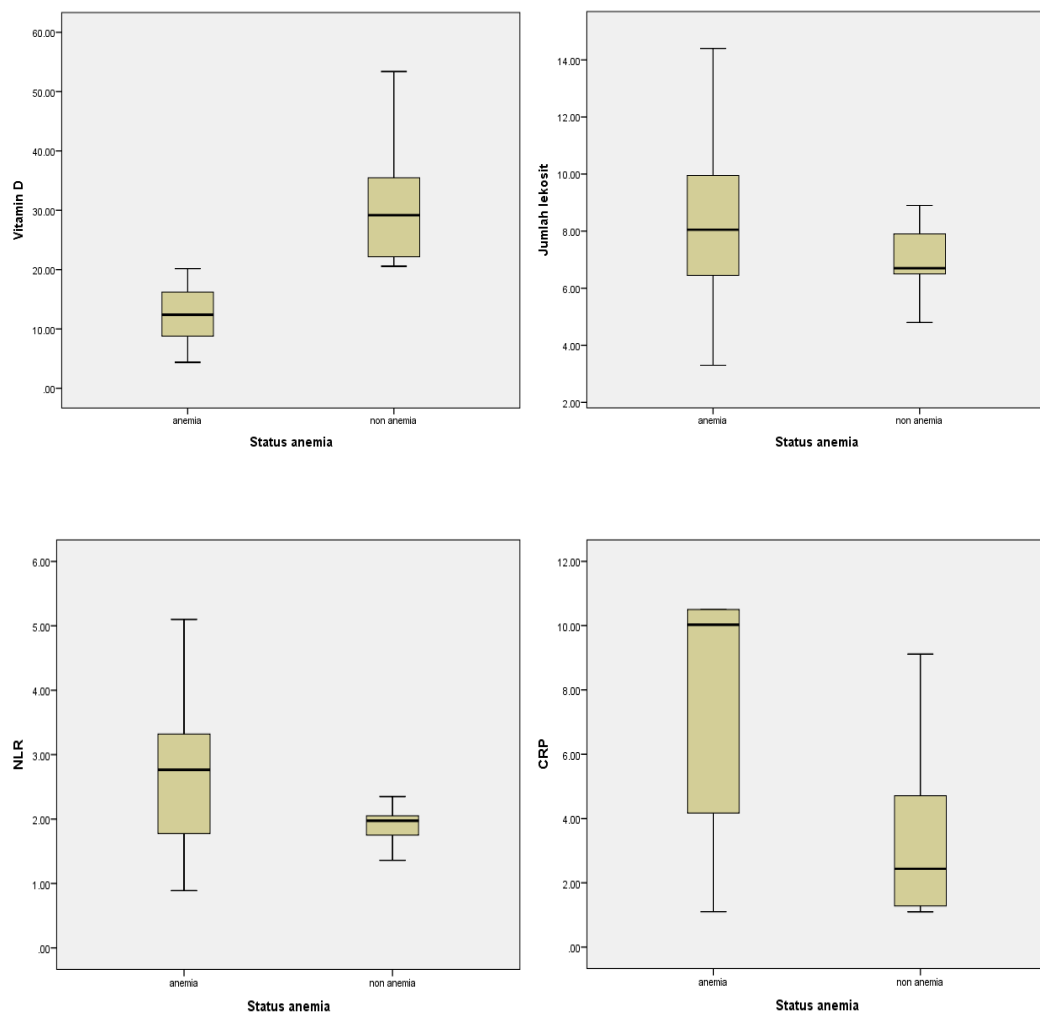 60.00
50.00
40.00
30.00
20.00
10.00
.00
Vitamin D
anemia non anemia
Status anemia
14.00
12.00
10.00
8.00
6.00
4.00
2.00
Jumlah lekosit
anemia non anemia
Status anemia
6.00
5.00
4.00
3.00
2.00
1.00
.00
NLR
anemia non anemia
Status anemia
12.00
10.00
8.00
6.00
4.00
2.00
.00
CRP
anemia non anemia
Status anemia